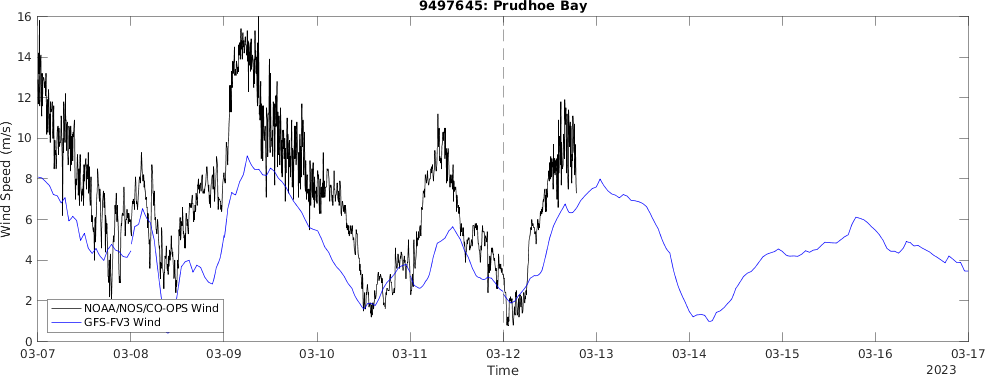 9497645: Prudhoe Bay
16
14
12
10
8
6
4
2
0
Wind Speed (m/s)
NOAA/NOS/CO-OPS Wind
GFS-FV3 Wind
03-07 03-08 03-09 03-10 03-11 03-12 03-13 03-14 03-15 03-16 03-17
Time
2023